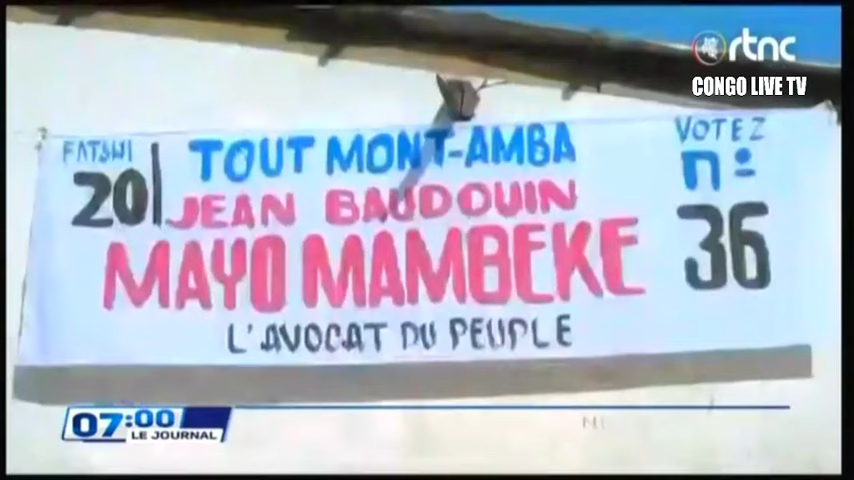 rtnc
CONGO LIVE TV
FATSHI
20
TOUT MONT-AMBA
JEAN BAUDOUIN
MAYO MAMBEKE
L'AVOCAT DU PEUPLE
VOTEZ
n°
36
07:00
LE JOURNAL